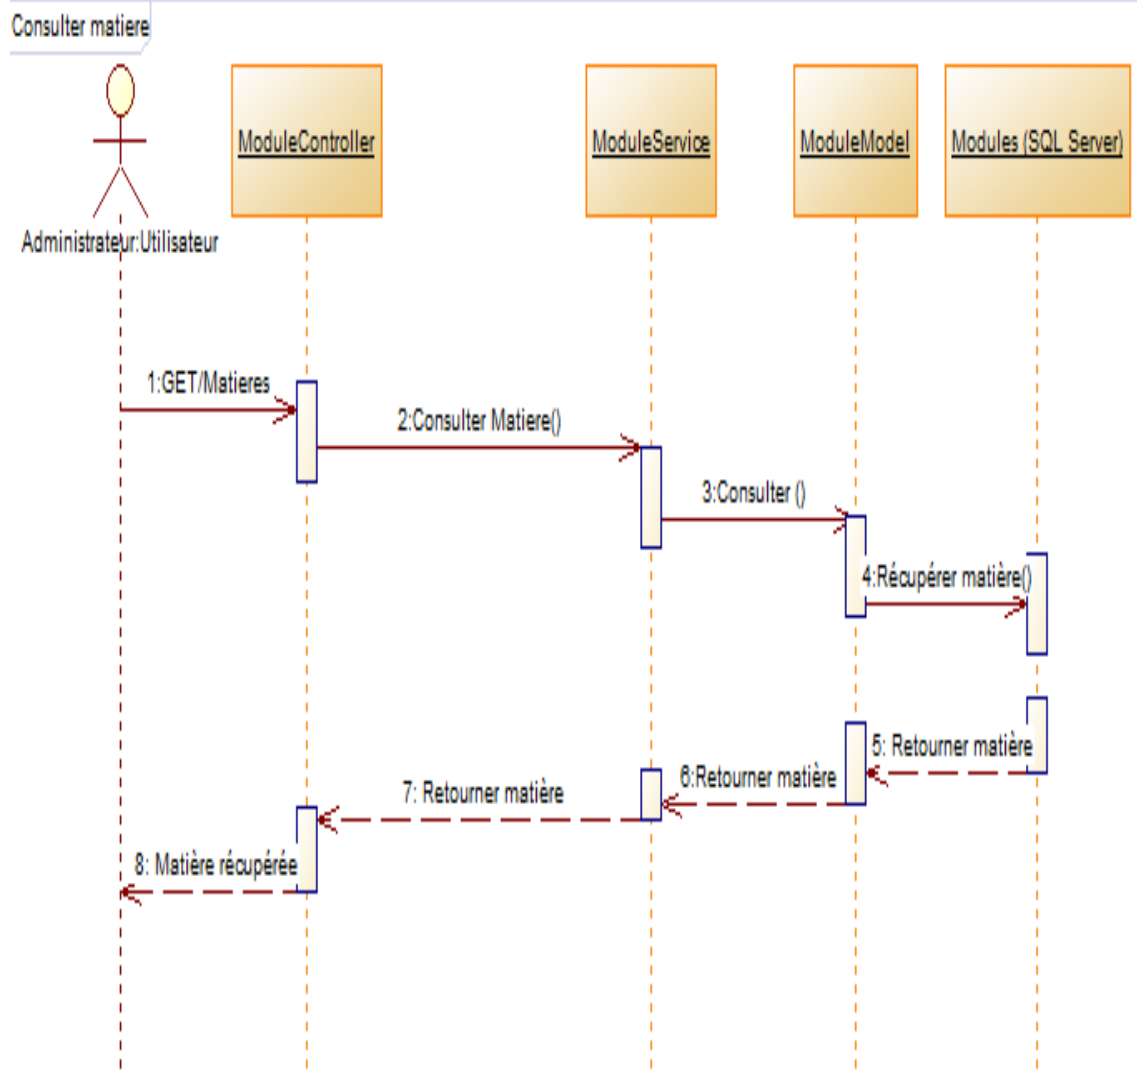 Consulter matiere
ModuleController
ModuleService
ModuleModel
Modules (SQL Server)
Administrateur:Utilisateur
1:GET/Matieres
2:Consulter Matiere()
3:Consulter ()
4:Récupérer matière()
5: Retourner matière
6:Retourner matière
7: Retourner matière
8: Matière récupérée